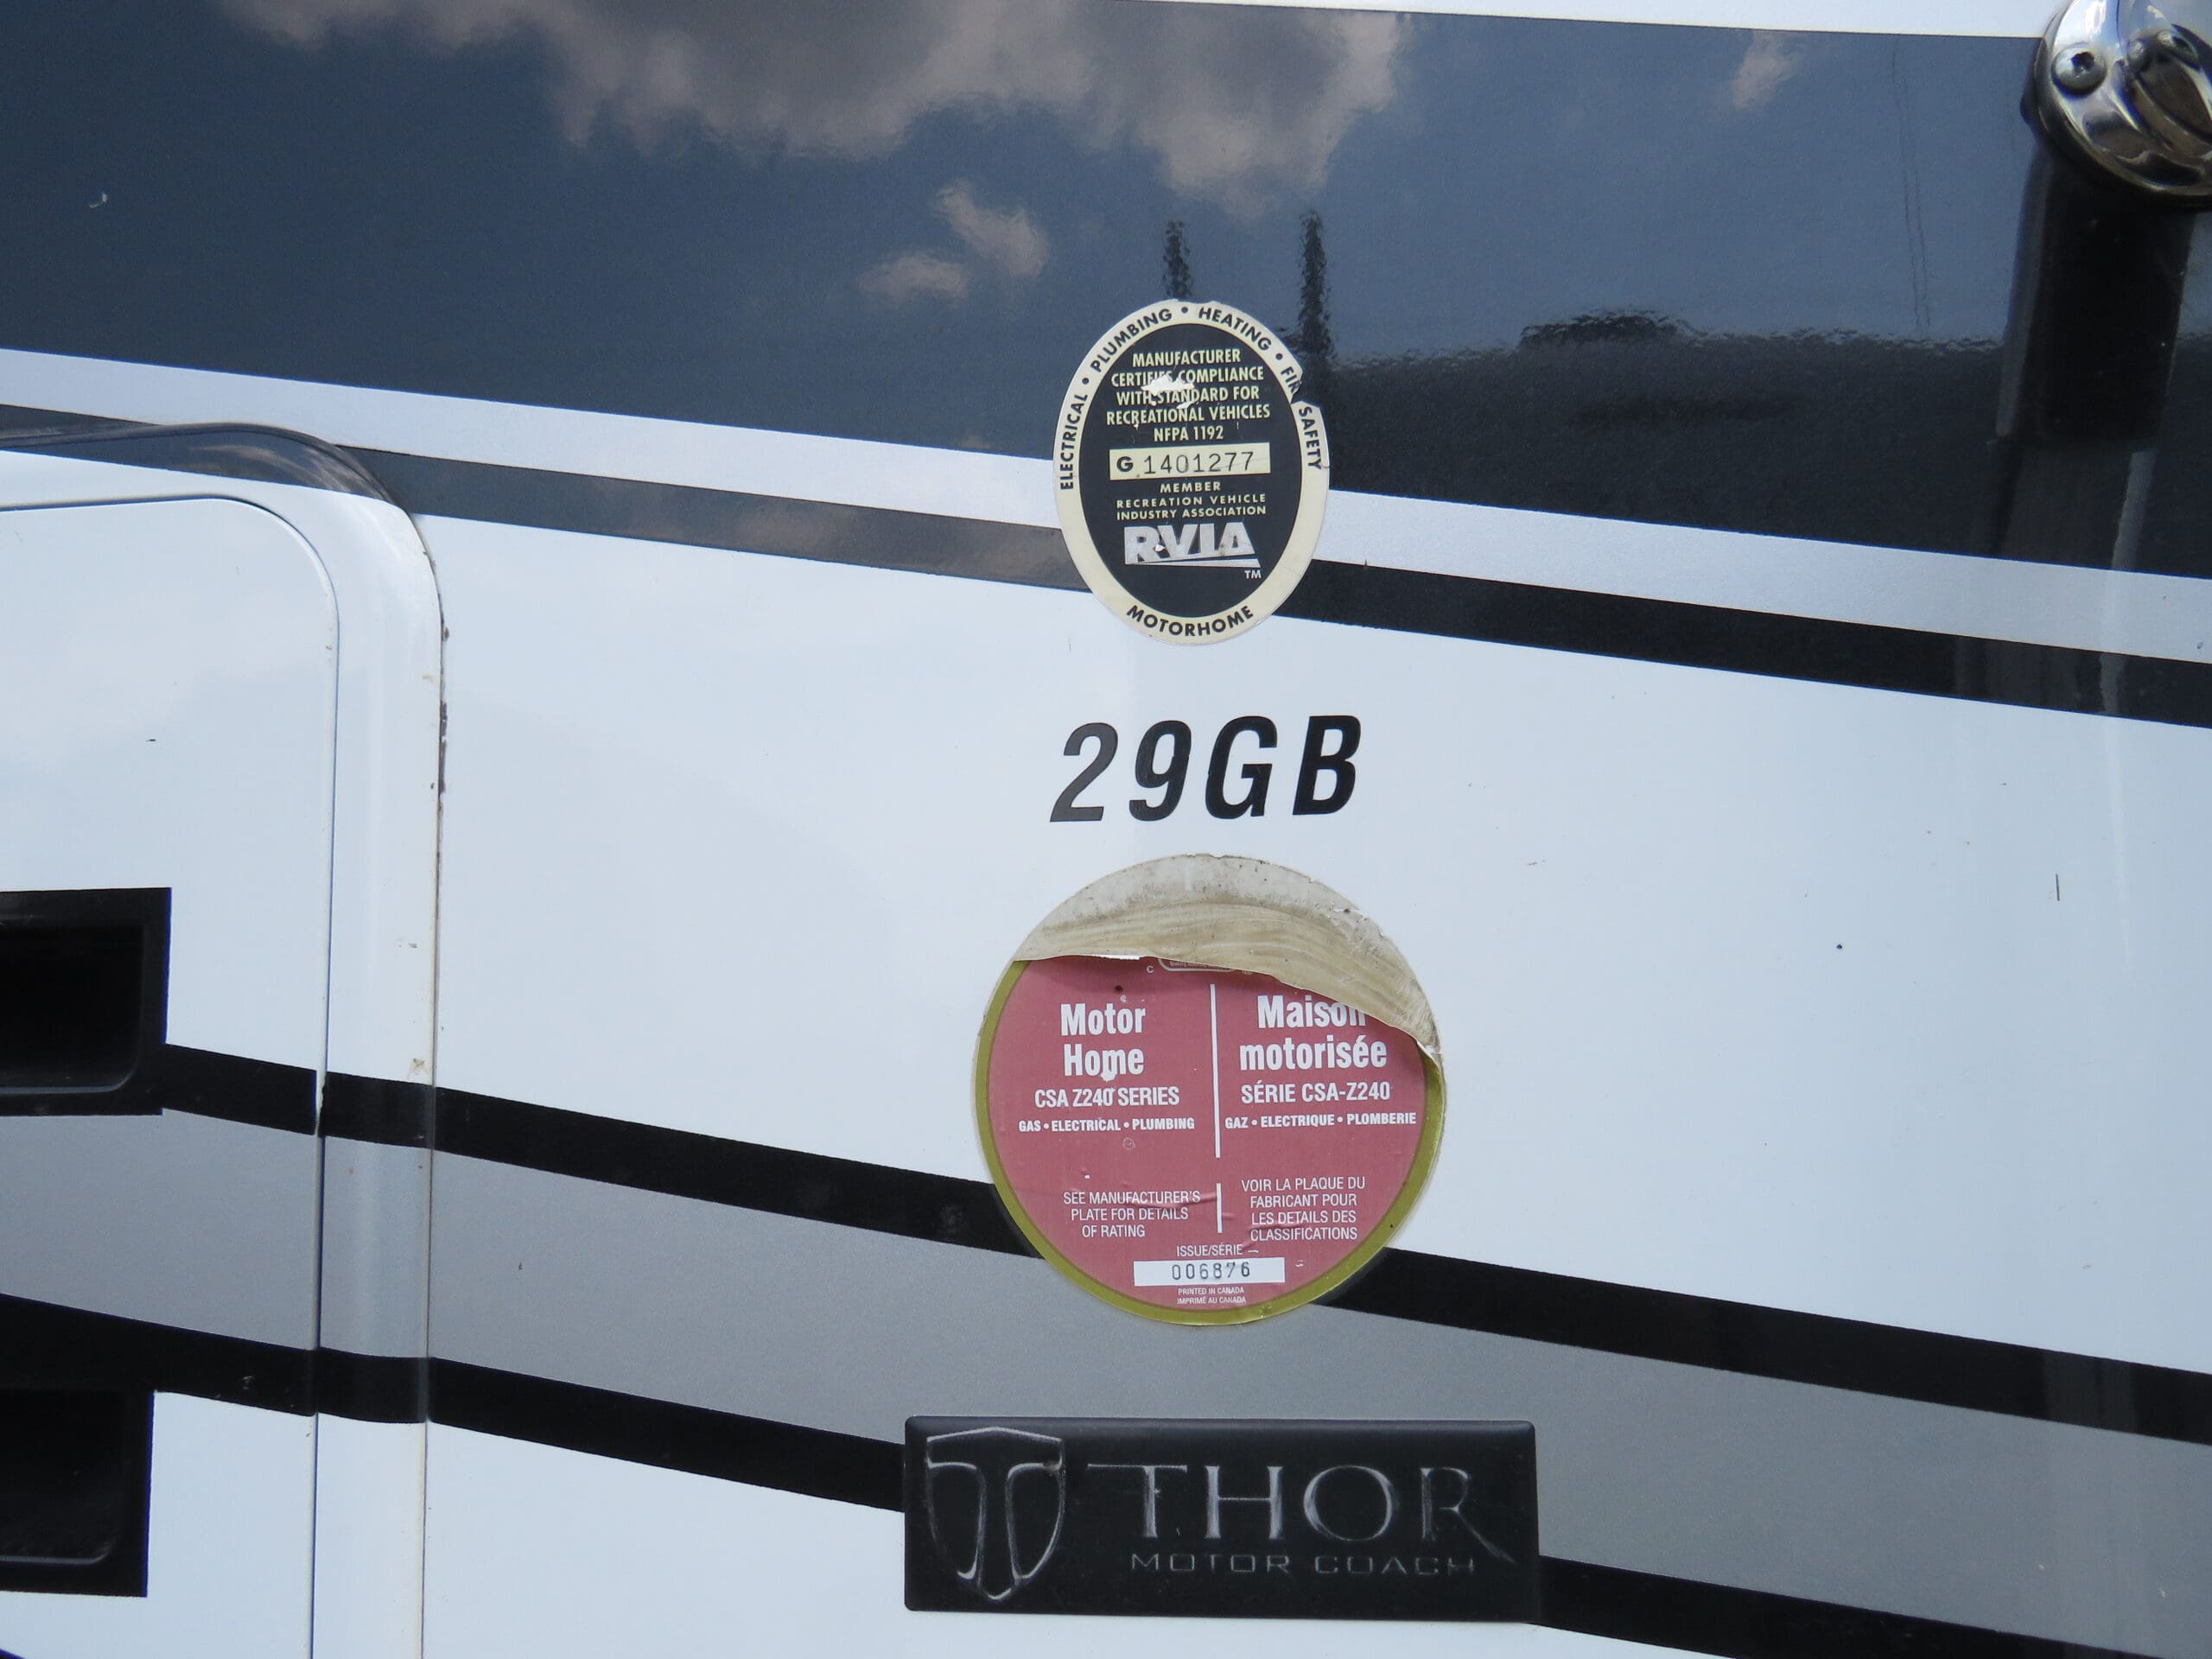 ELECTRICAL • PLUMBING • HEATING • FIR SAFETY
MANUFACTURER
CERTIFIES COMPLIANCE
WITH STANDARD FOR
RECREATIONAL VEHICLES
NFPA 1192
G 1401277
MEMBER
RECREATION VEHICLE
INDUSTRY ASSOCIATION
RVIA
TM
MOTORHOME
29GB
Motor
Home
CSA Z240 SERIES
GAS • ELECTRICAL • PLUMBING
Maison
motorisée
SÉRIE CSA-Z240
GAZ • ELECTRIQUE • PLOMBERIE
SEE MANUFACTURER'S
PLATE FOR DETAILS
OF RATING
VOIR LA PLAQUE DU
FABRICANT POUR
LES DETAILS DES
CLASSIFICATIONS
ISSUE/SÉRIE
006876
PRINTED IN CANADA
IMPRIMÉ AU CANADA
THOR
MOTOR COACH